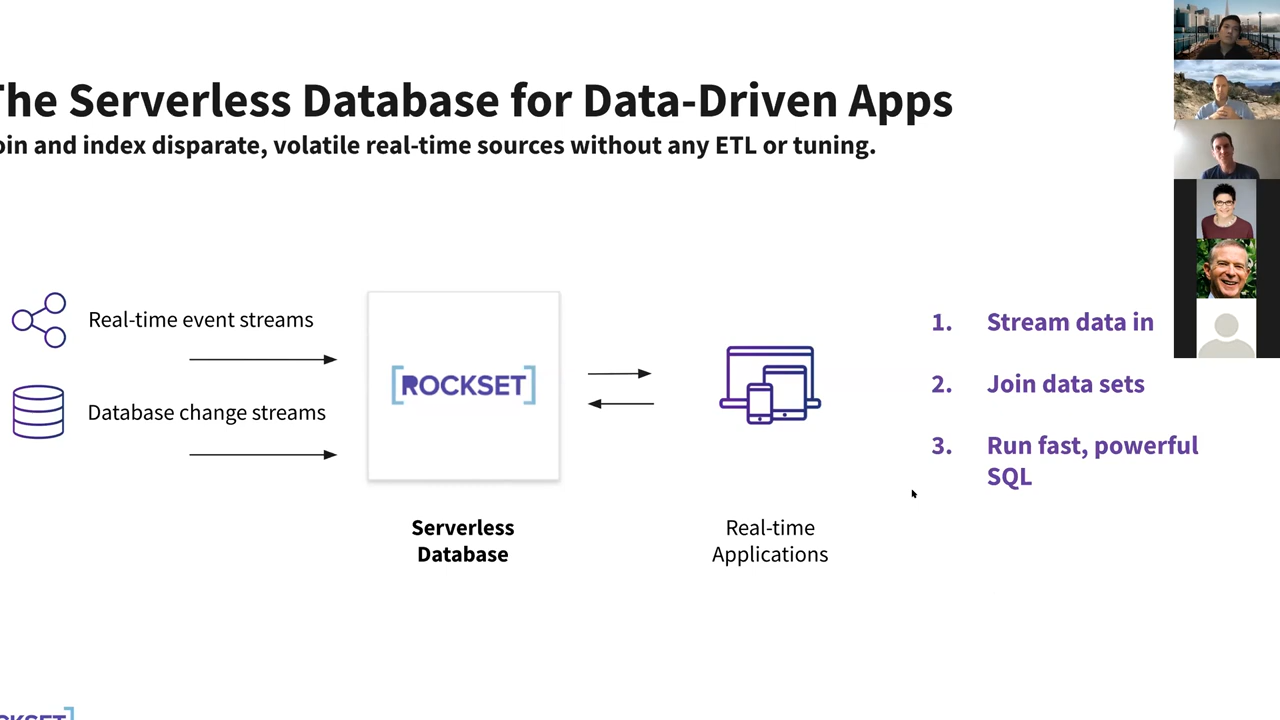 The Serverless Database for Data-Driven Apps
oin and index disparate, volatile real-time sources without any ETL or tuning.
Real-time event streams
Database change streams
[ROCKSET]
Serverless
Database
Real-time
Applications
1. Stream data in
2. Join data sets
3. Run fast, powerful
SQL
OCKSET]